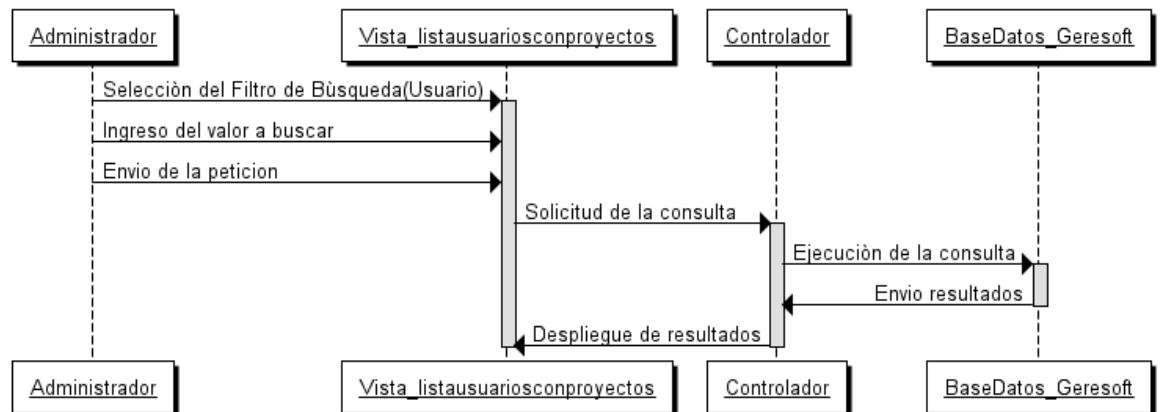 Administrador Vista_listausuariosconproyectos Controlador BaseDatos_Geresoft
Selecciòn del Filtro de Bùsqueda(Usuario)
Ingreso del valor a buscar
Envio de la peticion
Solicitud de la consulta
Ejecuciòn de la consulta
Envio resultados
Despliegue de resultados
Administrador Vista_listausuariosconproyectos Controlador BaseDatos_Geresoft